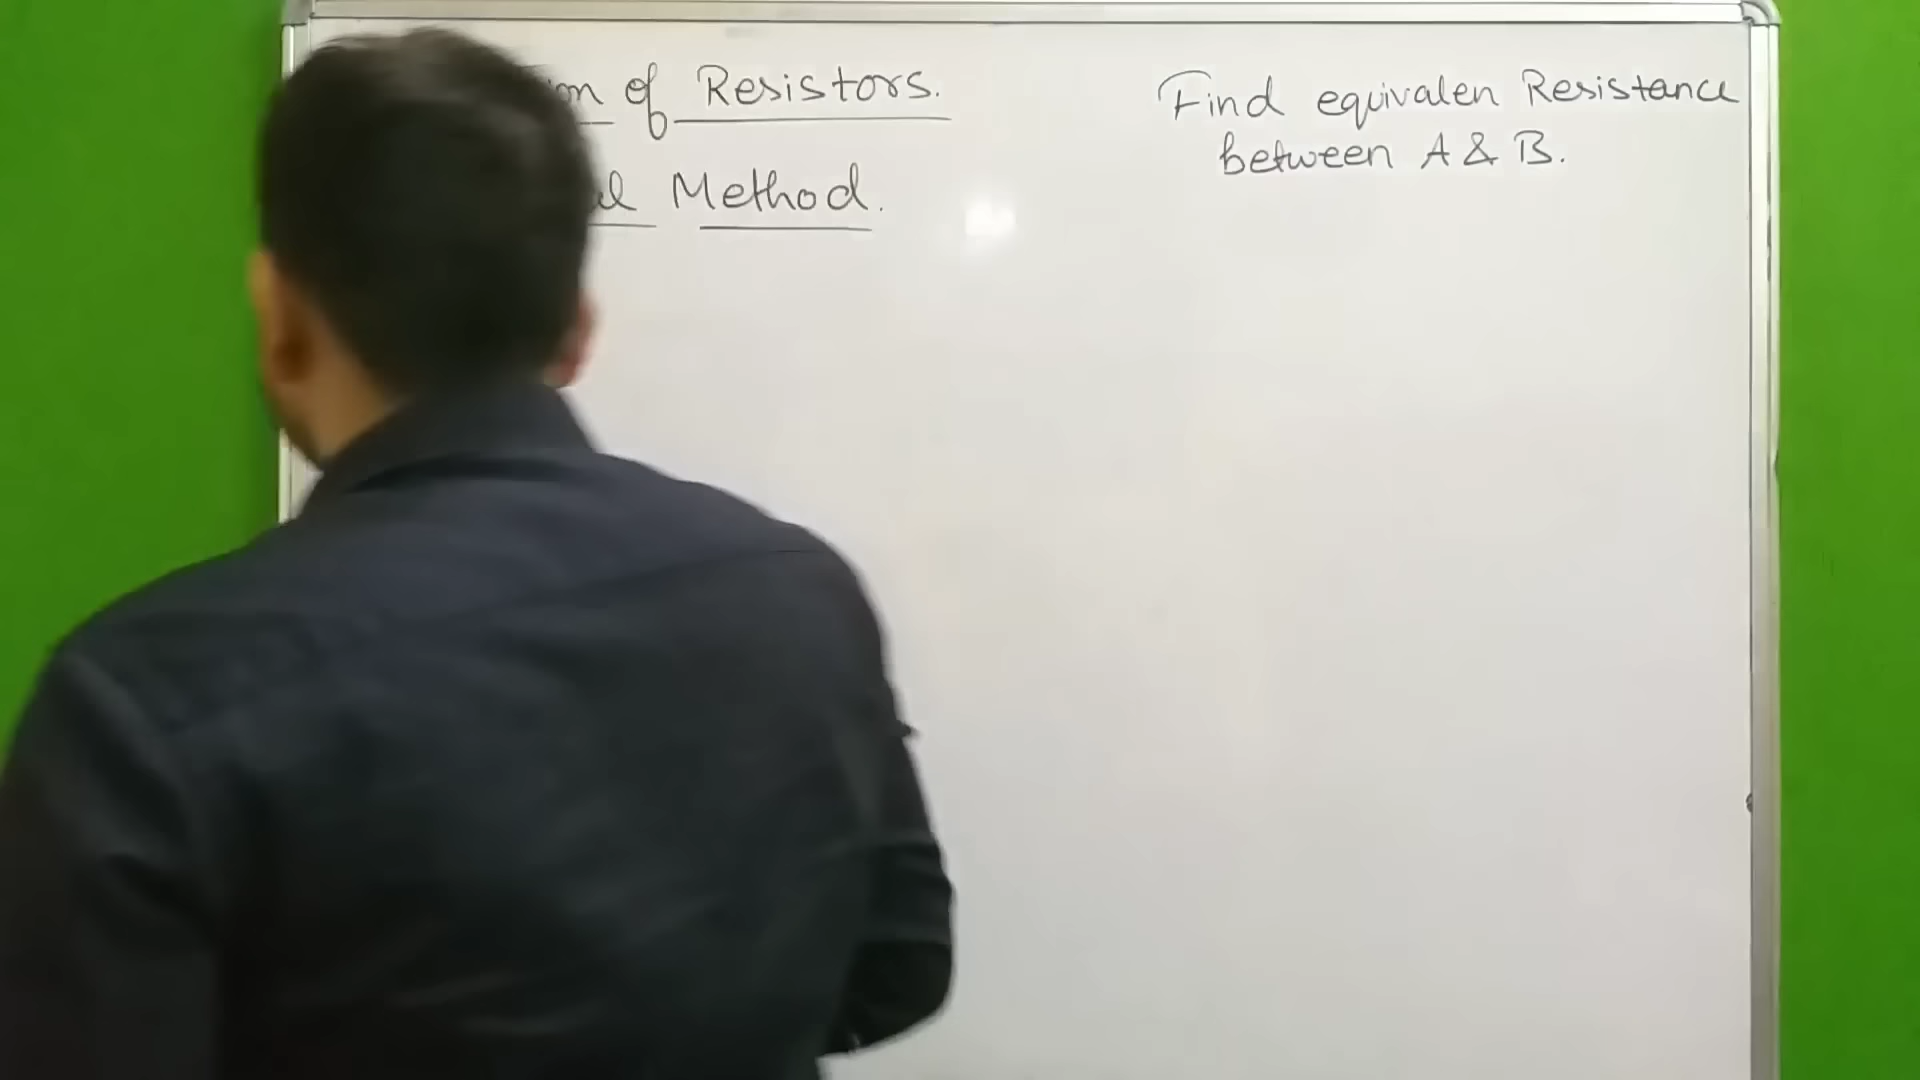 of Resistors.
Method.
Find equivalen Resistance
between A & B.